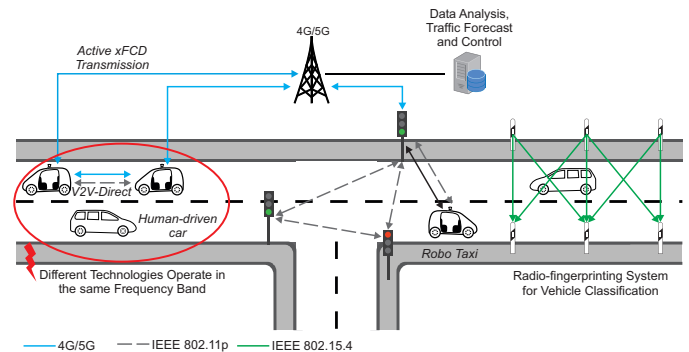 Data Analysis,
Traffic Forecast
and Control
4G/5G
Active xFCD
Transmission
V2V-Direct
Human-driven
car
Robo Taxi
Different Technologies Operate in
the same Frequency Band
Radio-fingerprinting System
for Vehicle Classification
4G/5G
IEEE 802.11p
IEEE 802.15.4